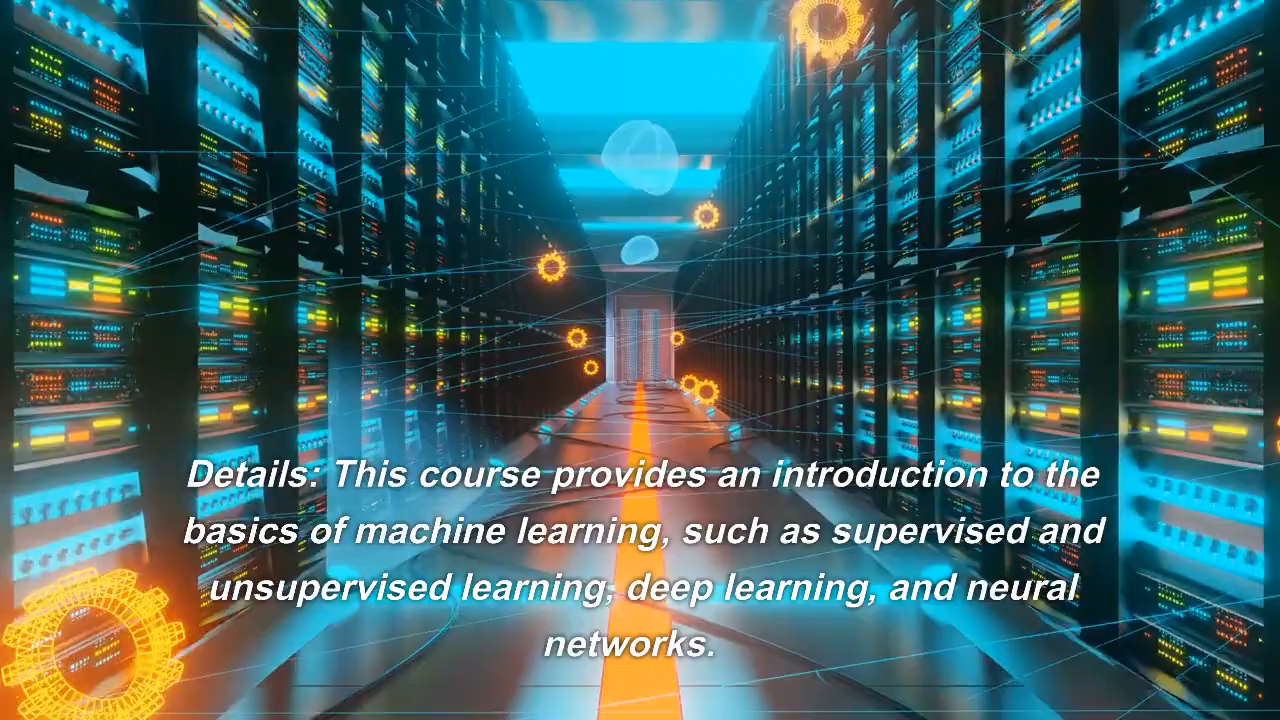 Details: This course provides an introduction to the
basics of machine learning, such as supervised and
unsupervised learning, deep learning, and neural
networks.